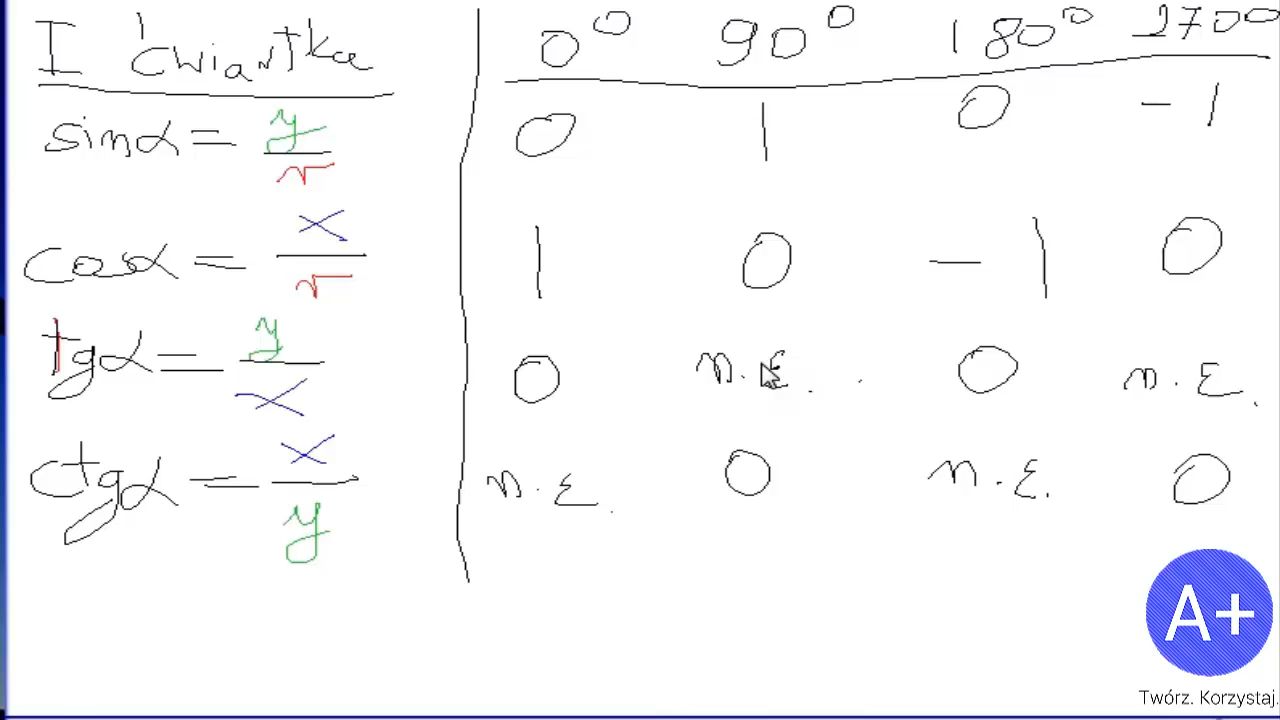 I ćwiartka 0° 90° 180° 270°
sinα = y/r 0 1 0 -1
cosα = x/r 1 0 -1 0
tgα = y/x 0 n.E. 0 n.E.
ctgα = x/y n.E. 0 n.E. 0
A+
Twórz. Korzystaj.